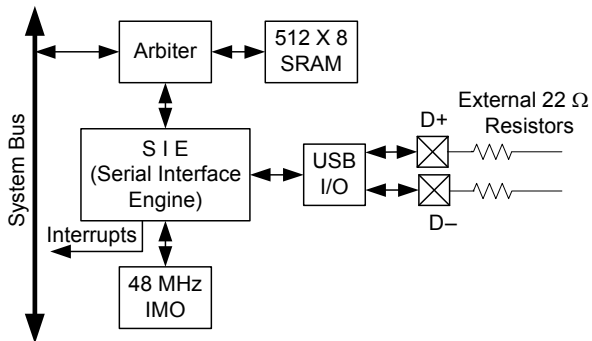 System Bus
Arbiter
512 X 8
SRAM
S I E
(Serial Interface
Engine)
USB
I/O
D+
D–
External 22 Ω
Resistors
Interrupts
48 MHz
IMO